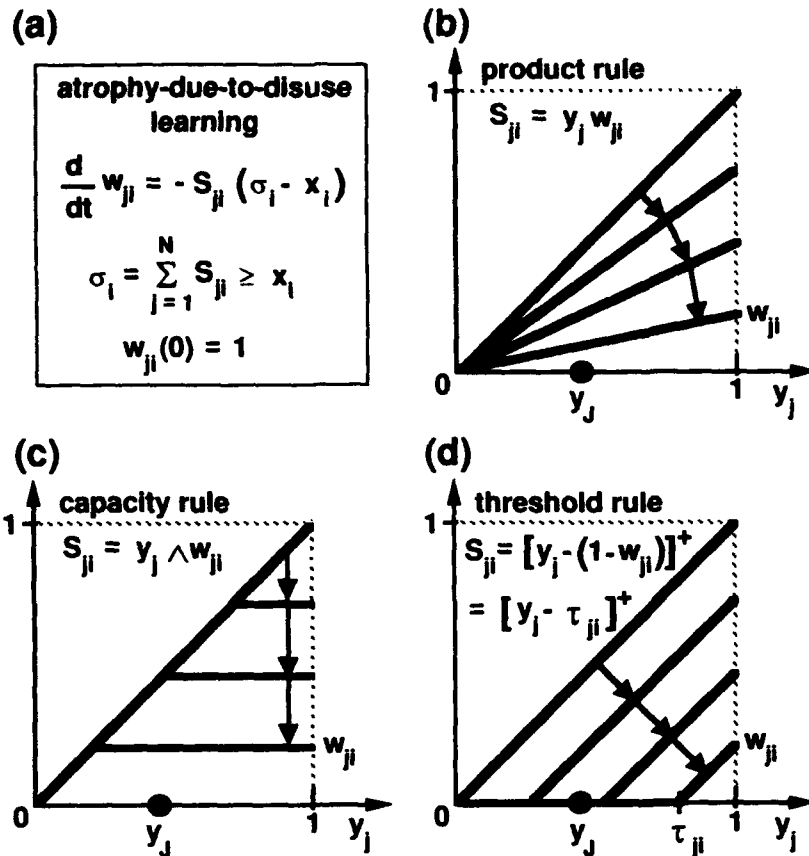 (a)
atrophy-due-to-disuse
learning
d/dt w_ji = - S_ji (σ_i - x_i)
σ_i = Σ_{j = 1}^{N} S_ji ≥ x_i
w_ji(0) = 1
(b)
product rule
1
S_ji = y_j w_ji
w_ji
0
y_J
1
y_j
(c)
capacity rule
1
S_ji = y_j ∧ w_ji
w_ji
0
y_J
1
y_j
(d)
threshold rule
1
S_ji = [y_j - (1 - w_ji)]^+
= [y_j - τ_ji]^+
w_ji
0
y_J
τ_ji
1
y_j